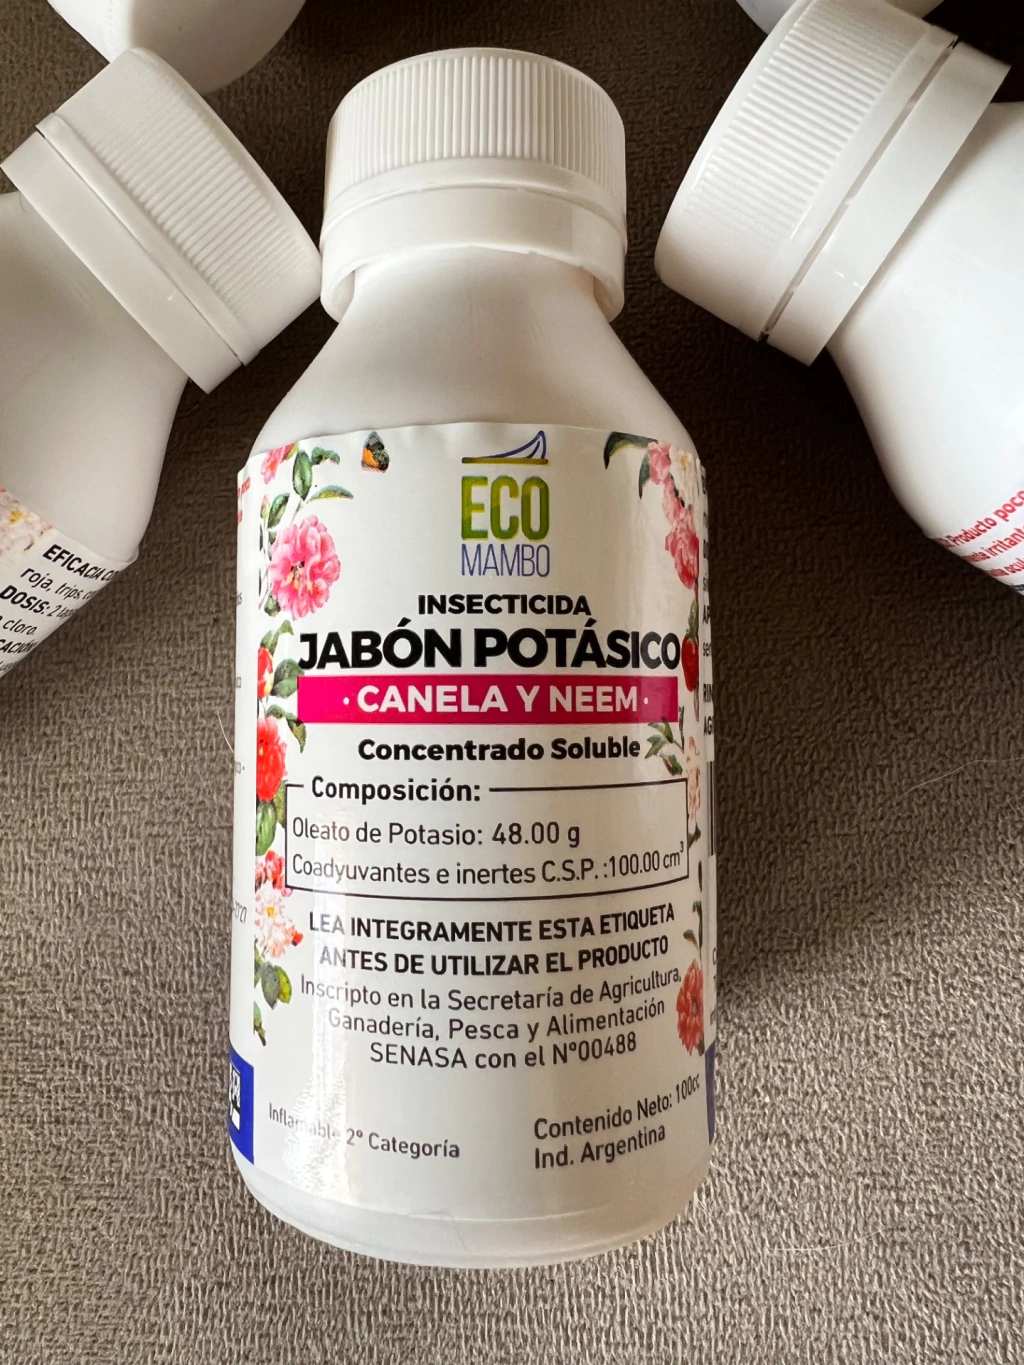 ECO
MAMBO
INSECTICIDA
JABÓN POTÁSICO
· CANELA Y NEEM ·
Concentrado Soluble
Composición:
Oleato de Potasio: 48.00 g
Coadyuvantes e inertes C.S.P.:100.00 cm³
LEA INTEGRAMENTE ESTA ETIQUETA
ANTES DE UTILIZAR EL PRODUCTO
Inscripto en la Secretaría de Agricultura,
Ganadería, Pesca y Alimentación
SENASA con el N°00488
Inflamable 2° Categoría
Contenido Neto: 100cc
Ind. Argentina
EFICACIA
roja, trips,
DOSIS: 2
cloro.
Producto